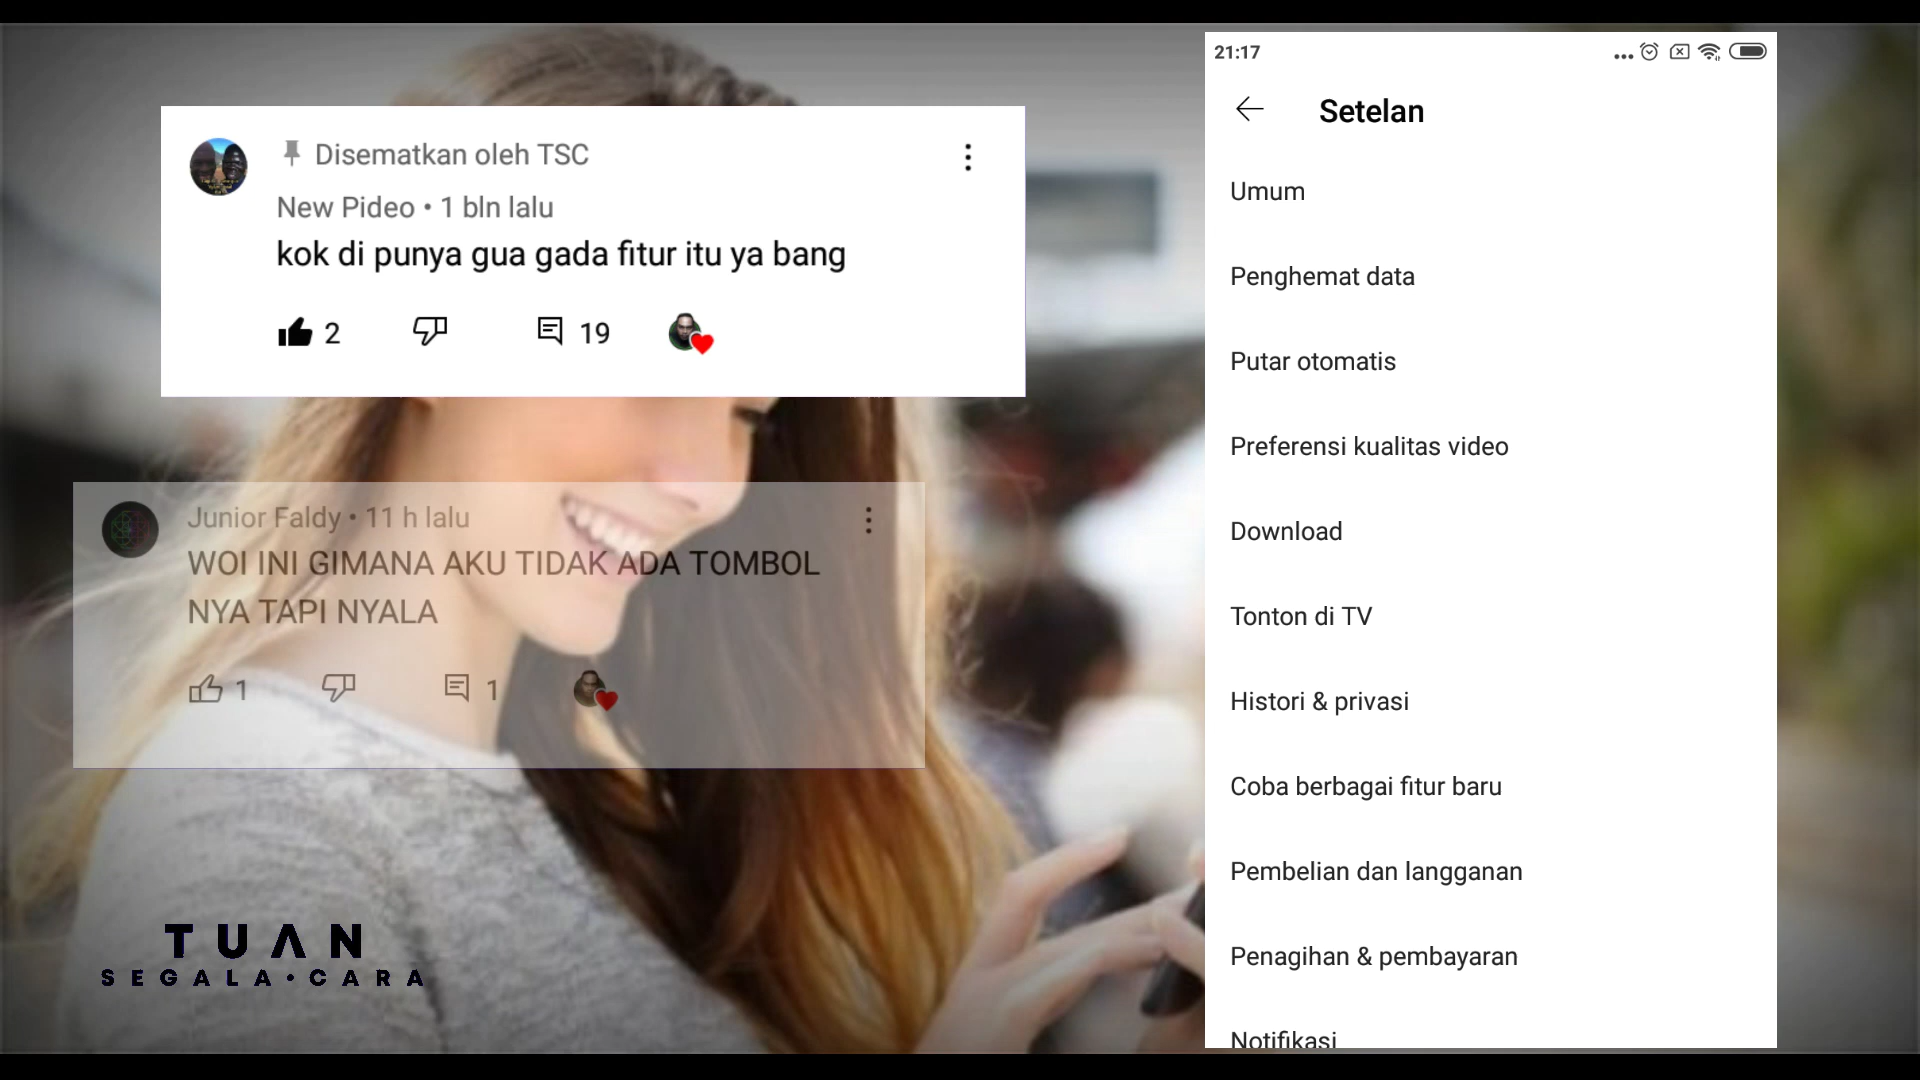 Disematkan oleh TSC
New Pideo • 1 bln lalu
kok di punya gua gada fitur itu ya bang
2
19
Junior Faldy • 11 h lalu
WOI INI GIMANA AKU TIDAK ADA TOMBOL
NYA TAPI NYALA
1
1
TUAN
SEGALA•CARA
21:17
Setelan
Umum
Penghemat data
Putar otomatis
Preferensi kualitas video
Download
Tonton di TV
Histori & privasi
Coba berbagai fitur baru
Pembelian dan langganan
Penagihan & pembayaran
Notifikasi